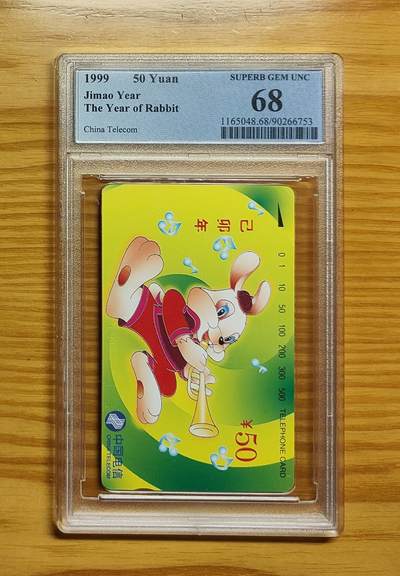 1999 50 Yuan
Jimao Year
The Year of Rabbit
China Telecom
SUPERB GEM UNC
68
1165048.68/90266753
己卯年
0 1 10 50 100 200 300 500 TELEPHONE CARD
¥50
中国电信
CHINA TELECOM